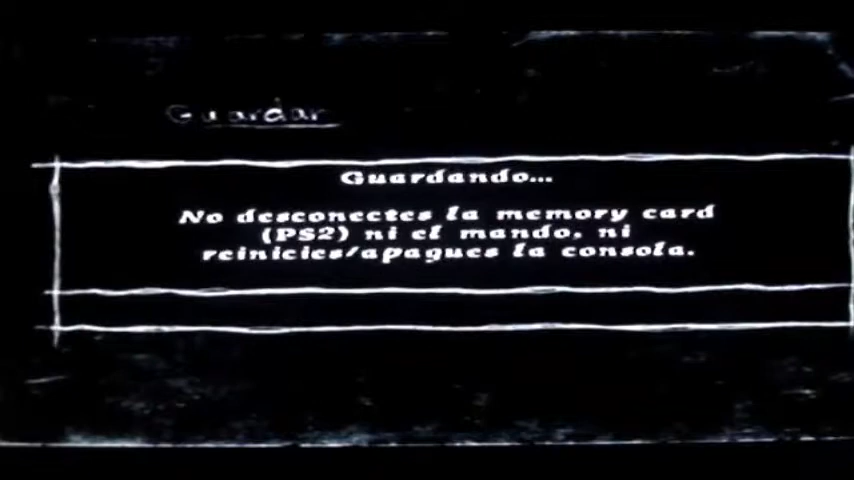 Guardar
Guardando...
No desconectes la memory card
(PS2) ni el mando, ni
reinicies/apagues la consola.